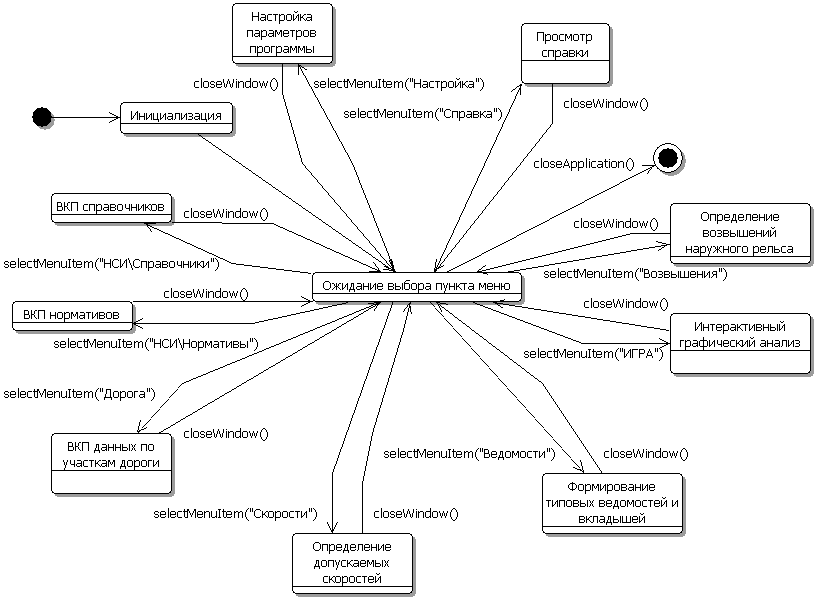 Настройка
параметров
программы
Просмотр
справки
closeWindow()
selectMenuItem("Настройка")
closeWindow()
selectMenuItem("Справка")
Инициализация
closeApplication()
ВКП справочников
closeWindow()
closeWindow()
Определение
возвышений
наружного рельса
selectMenuItem("НСИ\Справочники")
selectMenuItem("Возвышения")
Ожидание выбора пункта меню
closeWindow()
closeWindow()
ВКП нормативов
Интерактивный
графический анализ
selectMenuItem("НСИ\Нормативы")
selectMenuItem("ИГРА")
selectMenuItem("Дорога")
closeWindow()
ВКП данных по
участкам дороги
selectMenuItem("Ведомости")
closeWindow()
Формирование
типовых ведомостей и
вкладышей
selectMenuItem("Скорости")
closeWindow()
Определение
допускаемых
скоростей